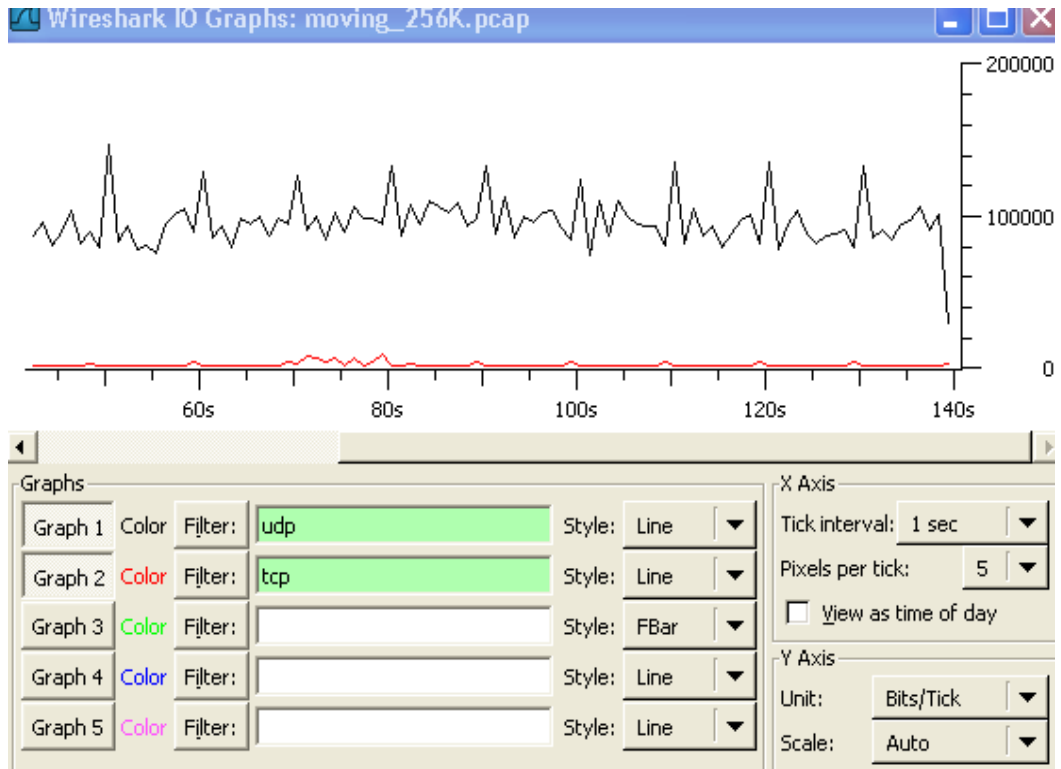 Wireshark IO Graphs: moving_256K.pcap
200000
100000
0
60s 80s 100s 120s 140s
Graphs
Graph 1 Color Filter: udp Style: Line
Graph 2 Color Filter: tcp Style: Line
Graph 3 Color Filter: Style: FBar
Graph 4 Color Filter: Style: Line
Graph 5 Color Filter: Style: Line
X Axis
Tick interval: 1 sec
Pixels per tick: 5
View as time of day
Y Axis
Unit: Bits/Tick
Scale: Auto